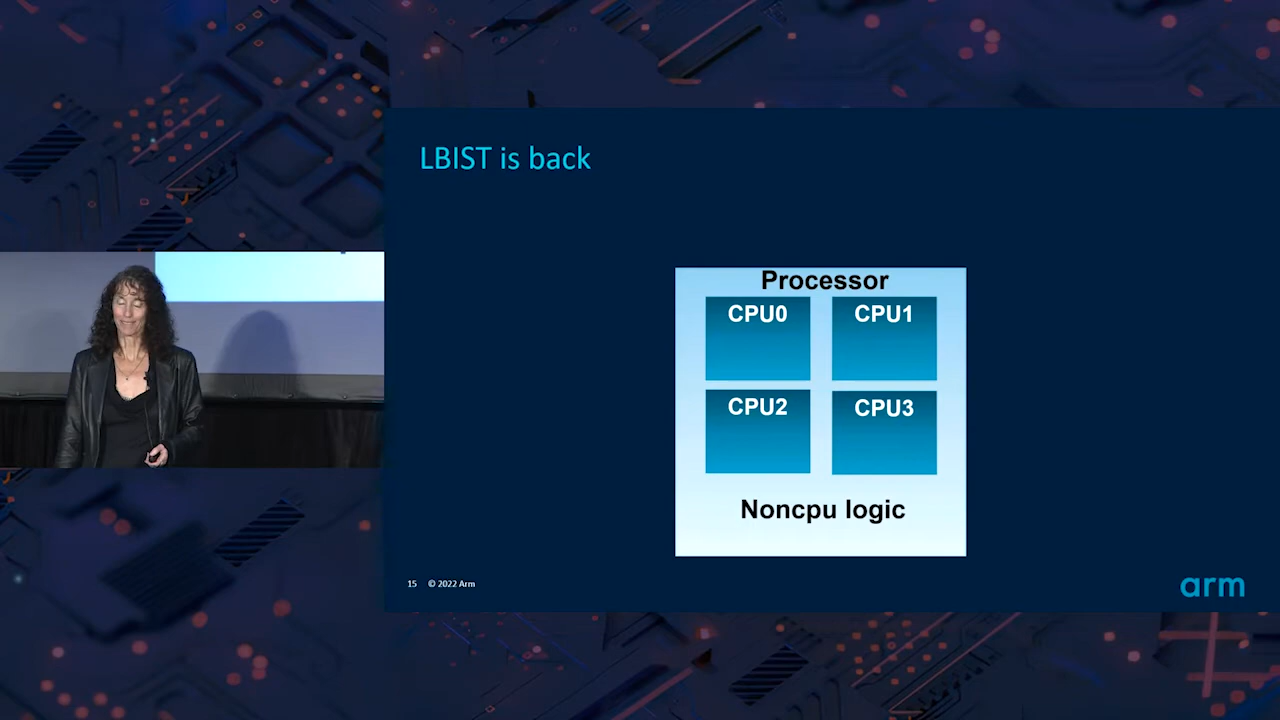 LBIST is back
Processor
CPU0 CPU1
CPU2 CPU3
Noncpu logic
15 © 2022 Arm
arm